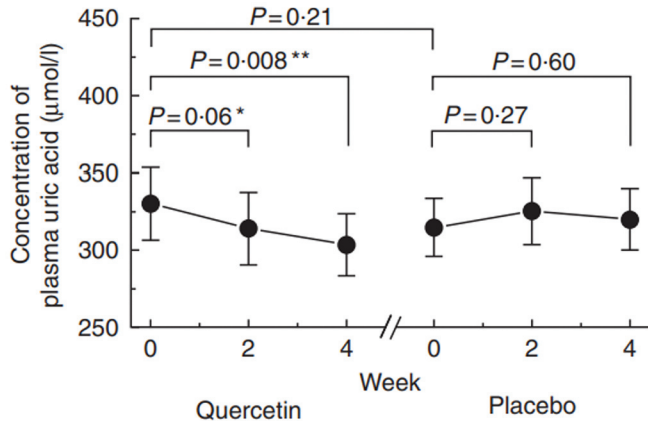 Concentration of
plasma uric acid (μmol/l)
450
400
350
300
250
P=0·21
P=0·008**
P=0·60
P=0·06*
P=0·27
0 2 4 0 2 4
Week
Quercetin Placebo